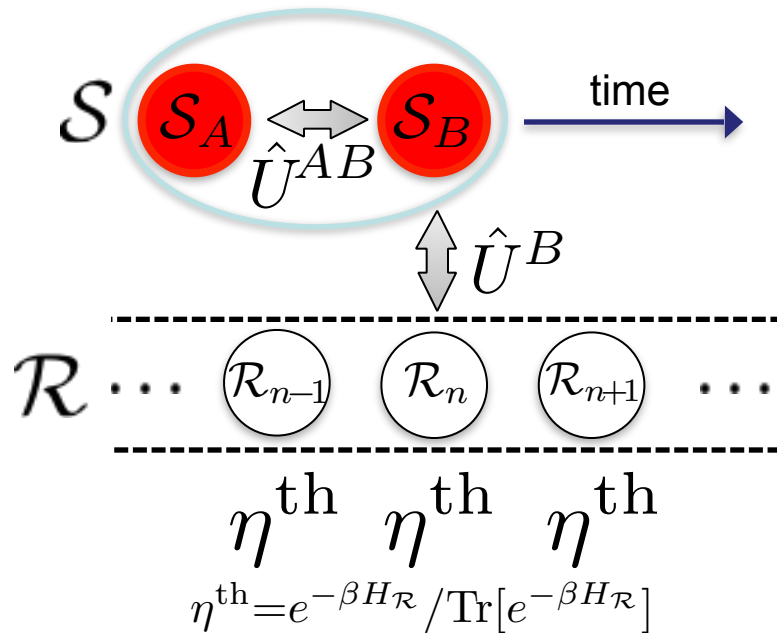 time
𝒮 𝒮_A 𝒮_B
Û^{AB}
Û^B
ℛ ⋯ ℛ_{n−1} ℛ_n ℛ_{n+1} ⋯
η^{th} η^{th} η^{th}
η^{th}=e^{−βH_ℛ}/Tr[e^{−βH_ℛ}]